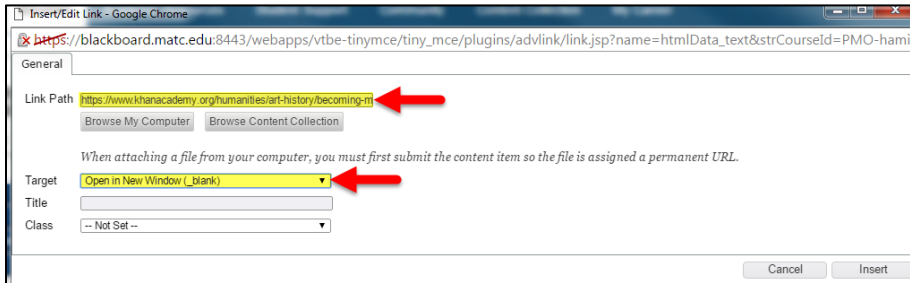 Insert/Edit Link - Google Chrome
https://blackboard.matc.edu:8443/webapps/vtbe-tinymce/tiny_mce/plugins/advlink/link.jsp?name=htmlData_text&strCourseId=PMO-hami
General
Link Path https://www.khanacademy.org/humanities/art-history/becoming-m
Browse My Computer Browse Content Collection
When attaching a file from your computer, you must first submit the content item so the file is assigned a permanent URL.
Target Open in New Window (_blank)
Title
Class -- Not Set --
Cancel Insert